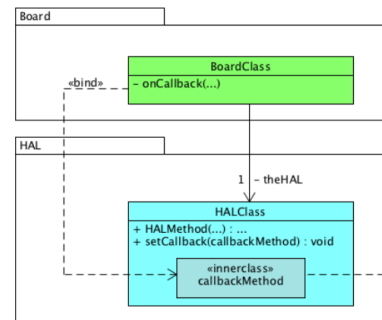 Board
BoardClass
«bind»
- onCallback(...)
HAL
1 - theHAL
HALClass
+ HALMethod(...) : ...
+ setCallback(callbackMethod) : void
«innerclass»
callbackMethod